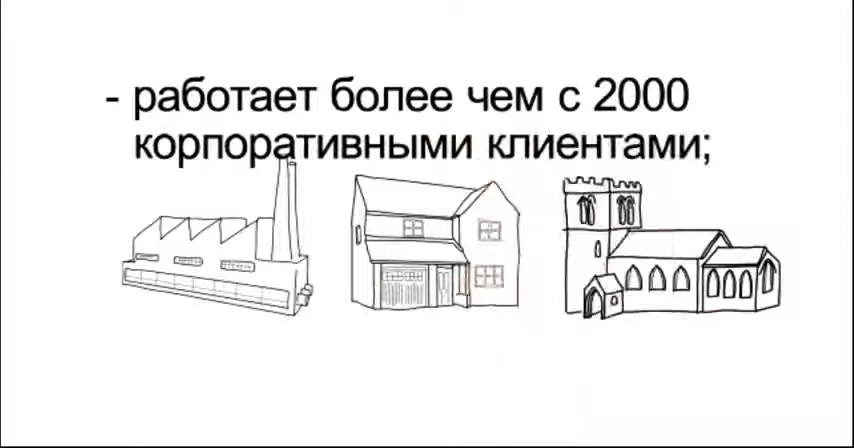 - работает более чем с 2000
корпоративными клиентами;